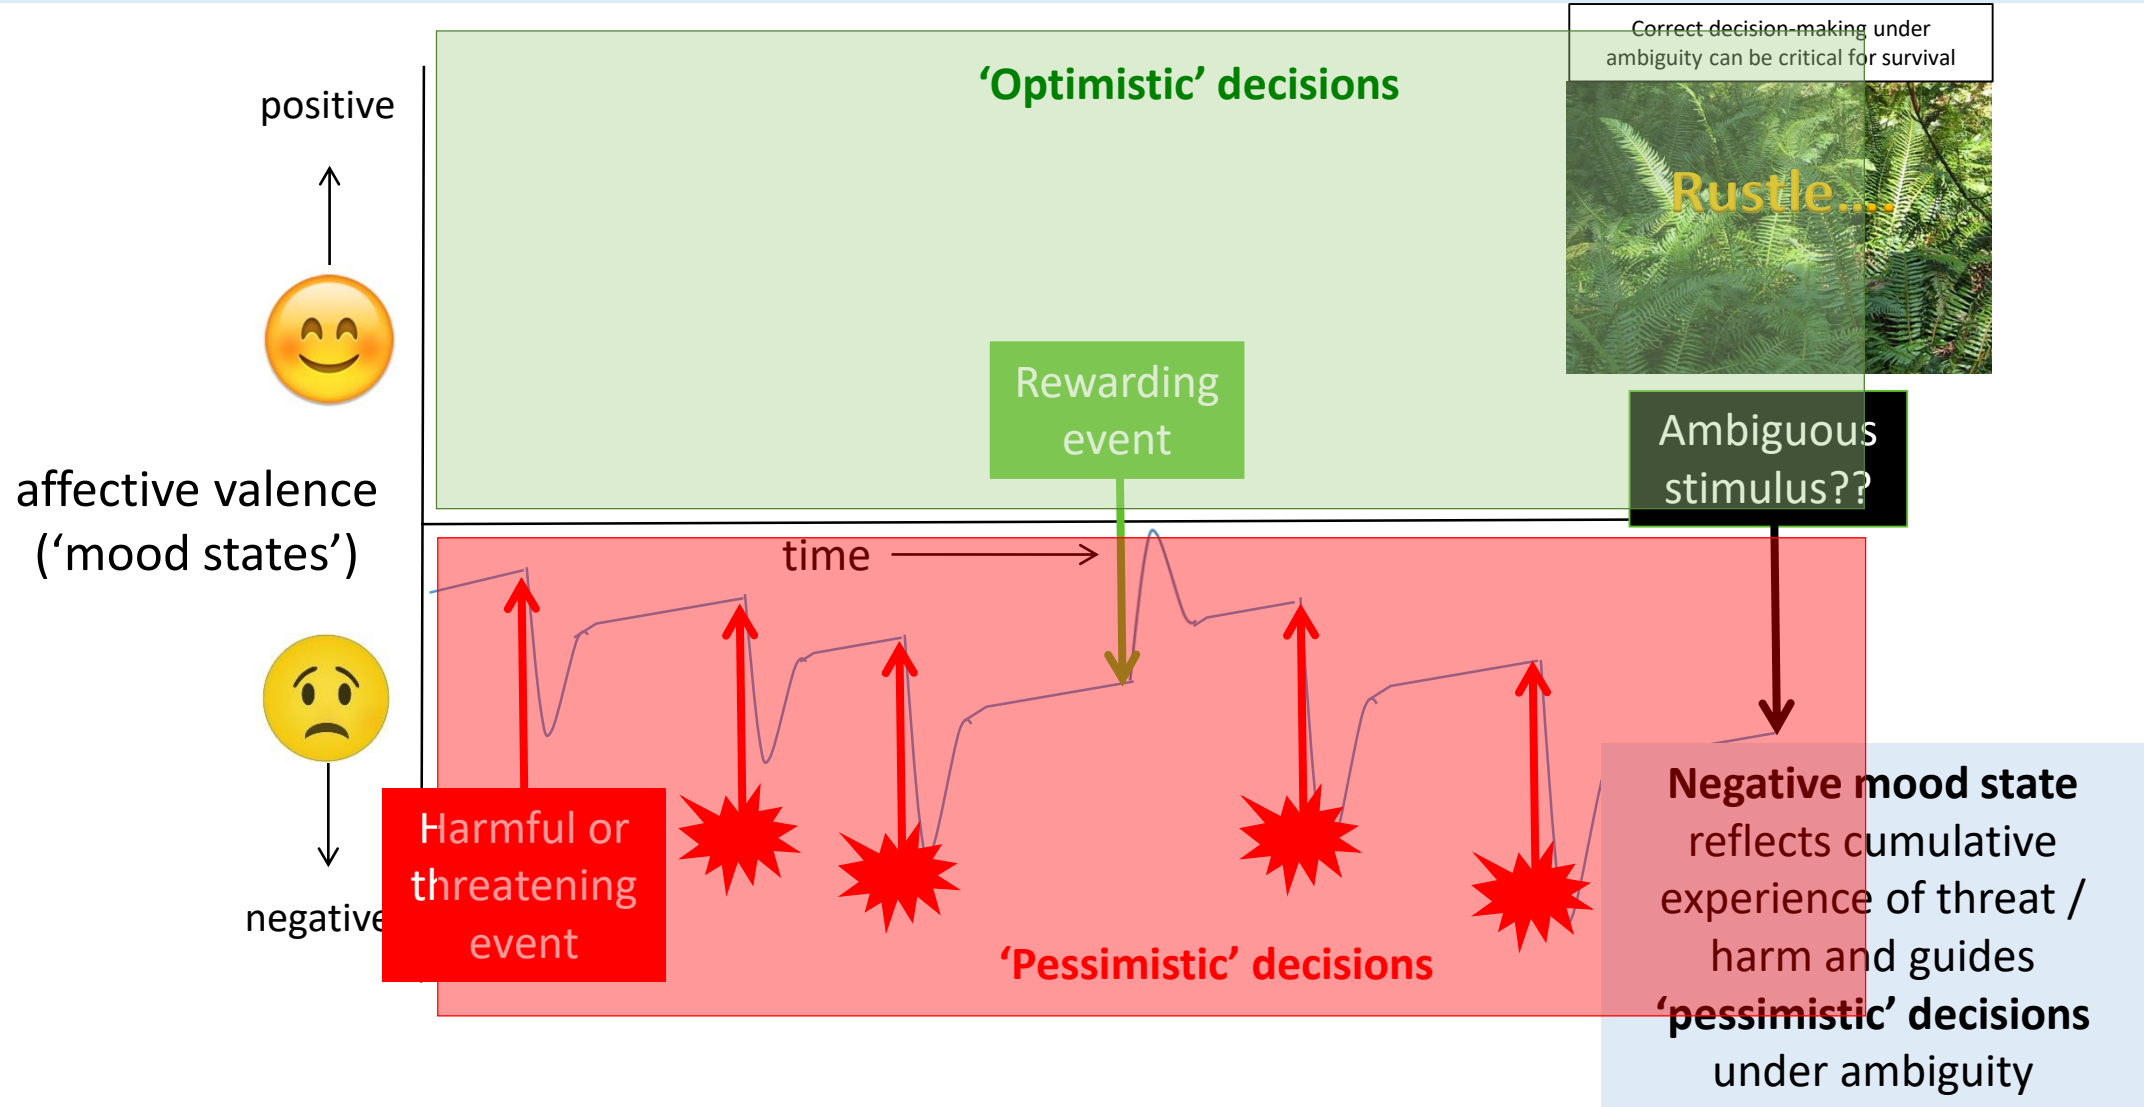 Correct decision-making under
ambiguity can be critical for survival
‘Optimistic’ decisions
positive
Rustle....
Rewarding
event
Ambiguous
stimulus??
affective valence
(‘mood states’)
time
Harmful or
threatening
event
negative
‘Pessimistic’ decisions
Negative mood state
reflects cumulative
experience of threat /
harm and guides
‘pessimistic’ decisions
under ambiguity